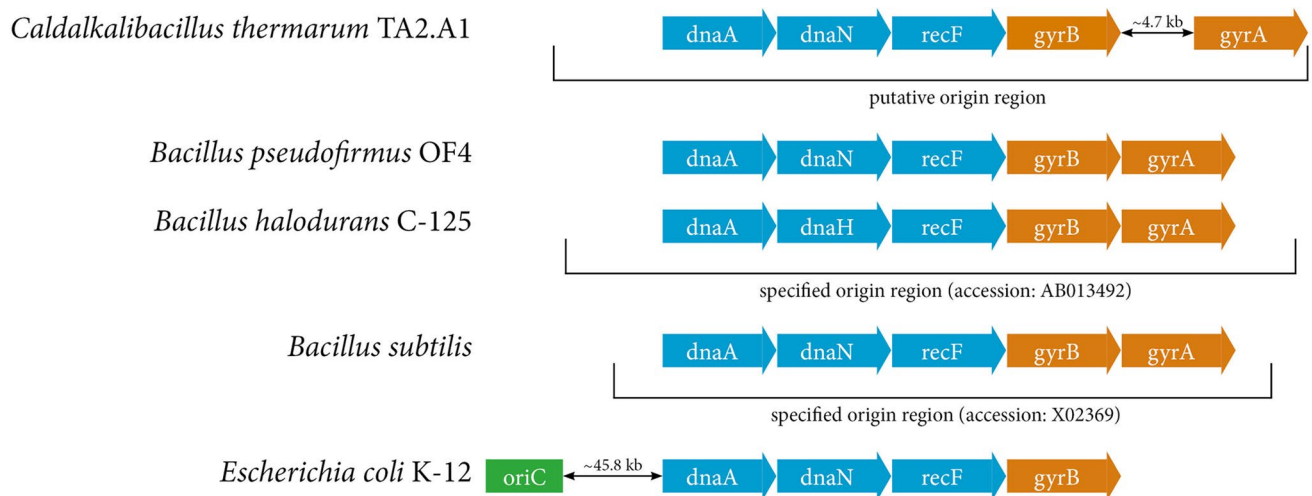 Caldalkalibacillus thermarum TA2.A1 dnaA dnaN recF gyrB ~4.7 kb gyrA
putative origin region
Bacillus pseudofirmus OF4 dnaA dnaN recF gyrB gyrA
Bacillus halodurans C-125 dnaA dnaH recF gyrB gyrA
specified origin region (accession: AB013492)
Bacillus subtilis dnaA dnaN recF gyrB gyrA
specified origin region (accession: X02369)
Escherichia coli K-12 oriC ~45.8 kb dnaA dnaN recF gyrB